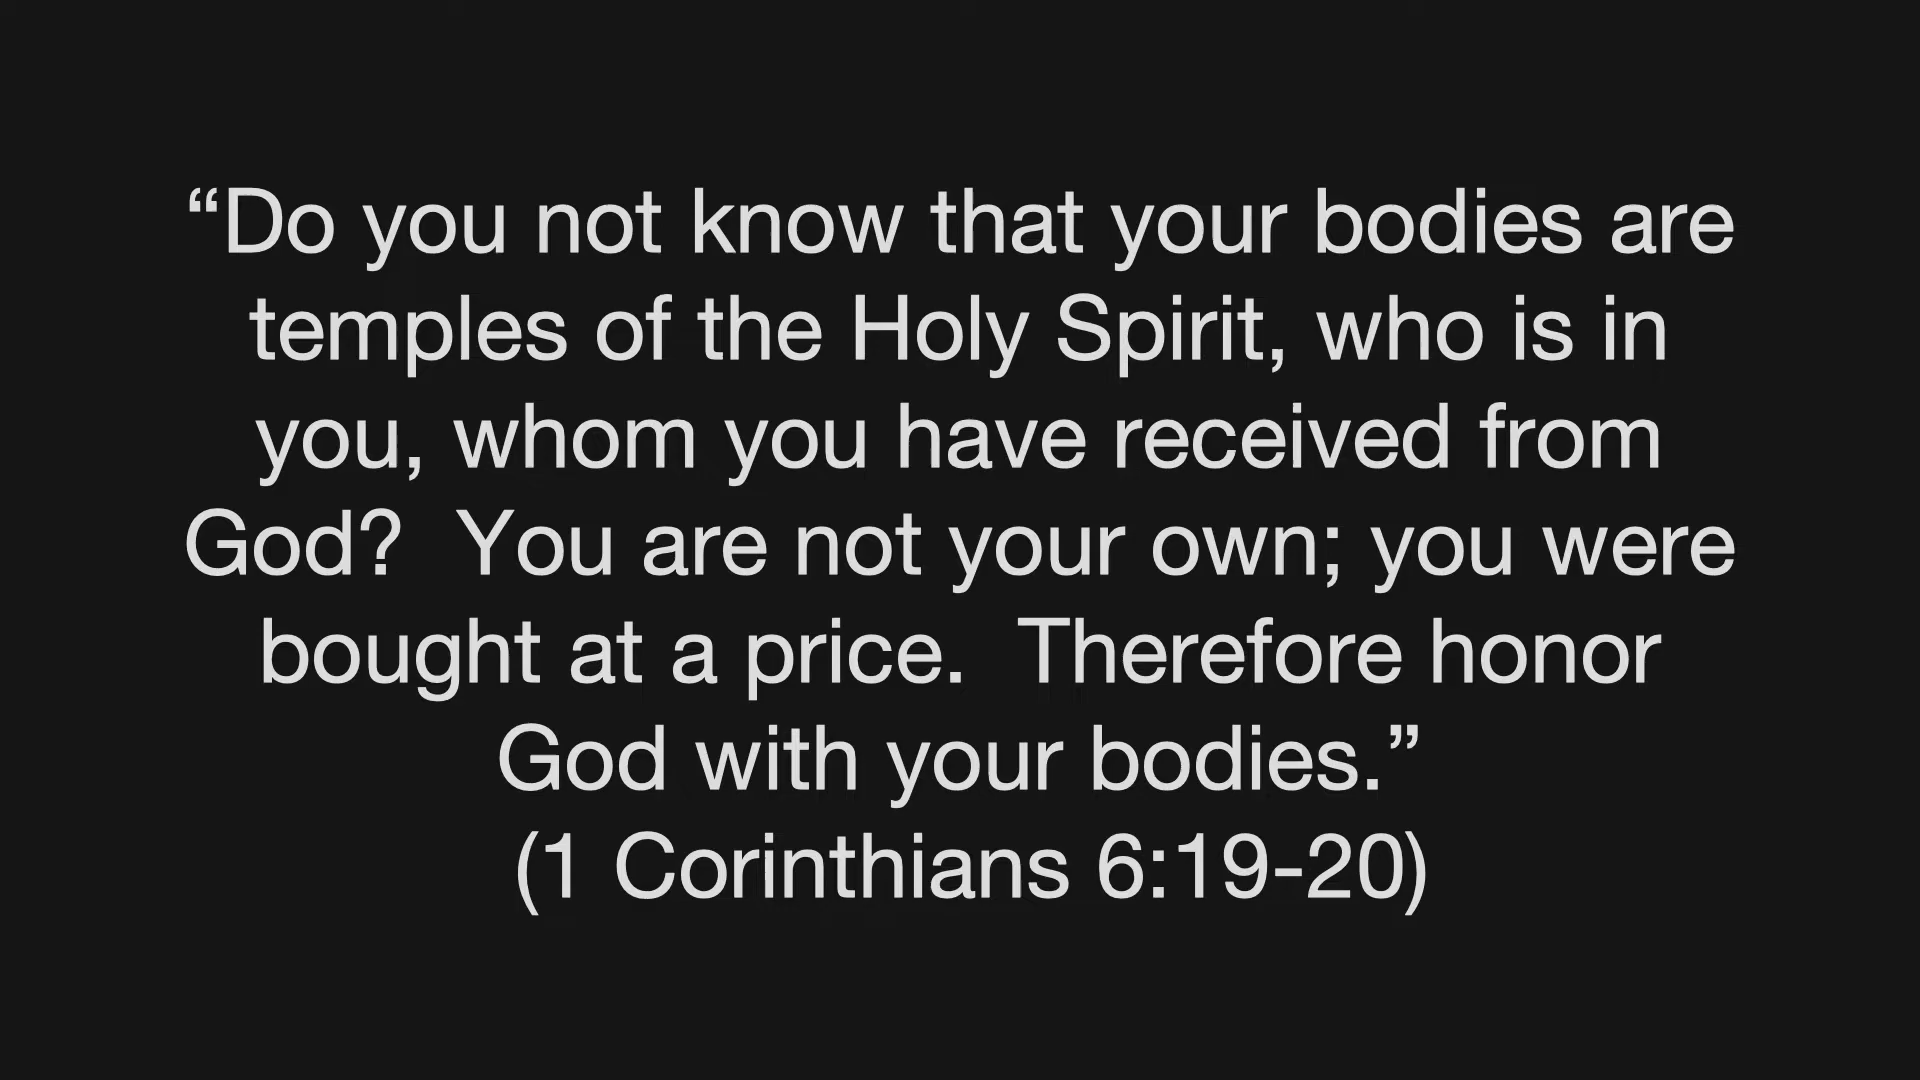 “Do you not know that your bodies are
temples of the Holy Spirit, who is in
you, whom you have received from
God?  You are not your own; you were
bought at a price.  Therefore honor
God with your bodies.”
(1 Corinthians 6:19-20)